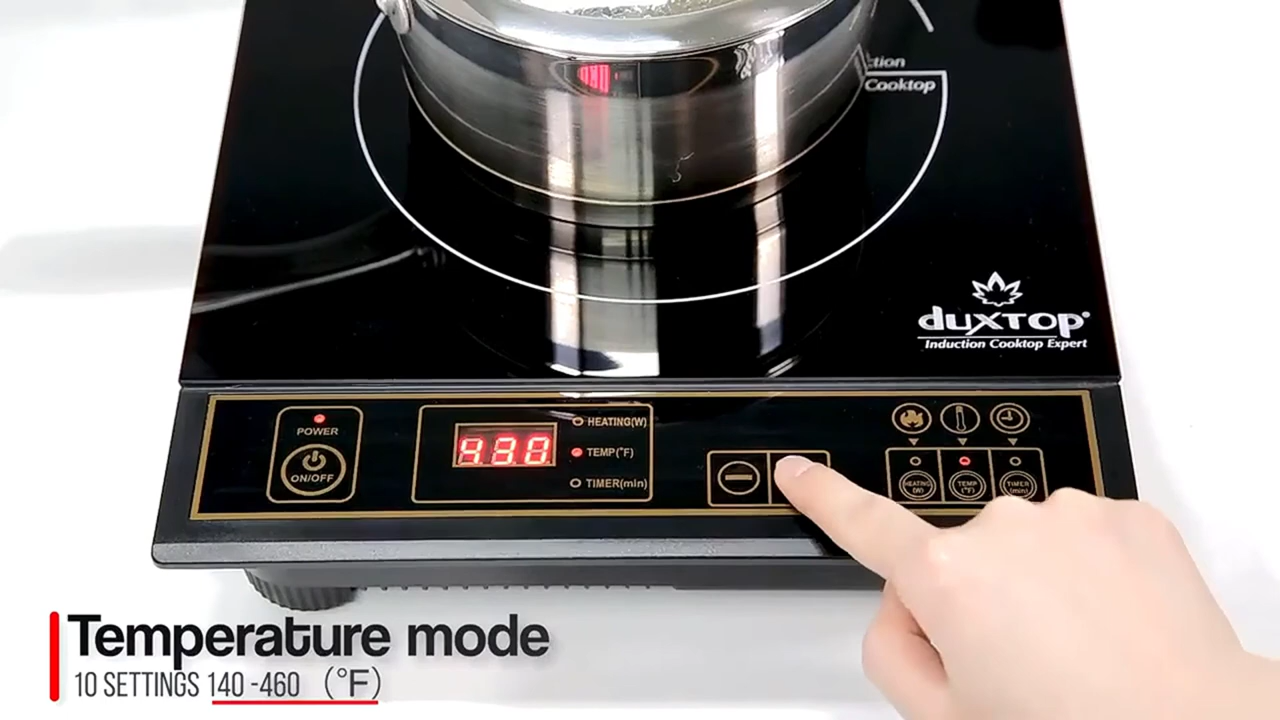 ction
Cooktop
duxtop®
Induction Cooktop Expert
POWER
ON/OFF
HEATING(W)
TEMP(°F)
TIMER(min)
HEATING
(W)
TEMP
(°F)
TIMER
(min)
Temperature mode
10 SETTINGS 140 -460 (°F)